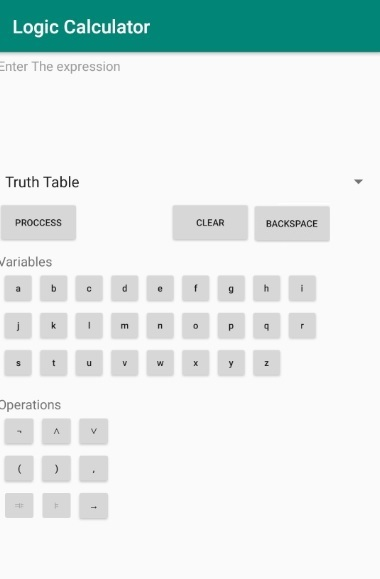 Logic Calculator
Enter The expression
Truth Table
PROCCESS CLEAR BACKSPACE
Variables
a b c d e f g h i
j k l m n o p q r
s t u v w x y z
Operations
¬ ∧ ∨
( ) ,
⊨ →